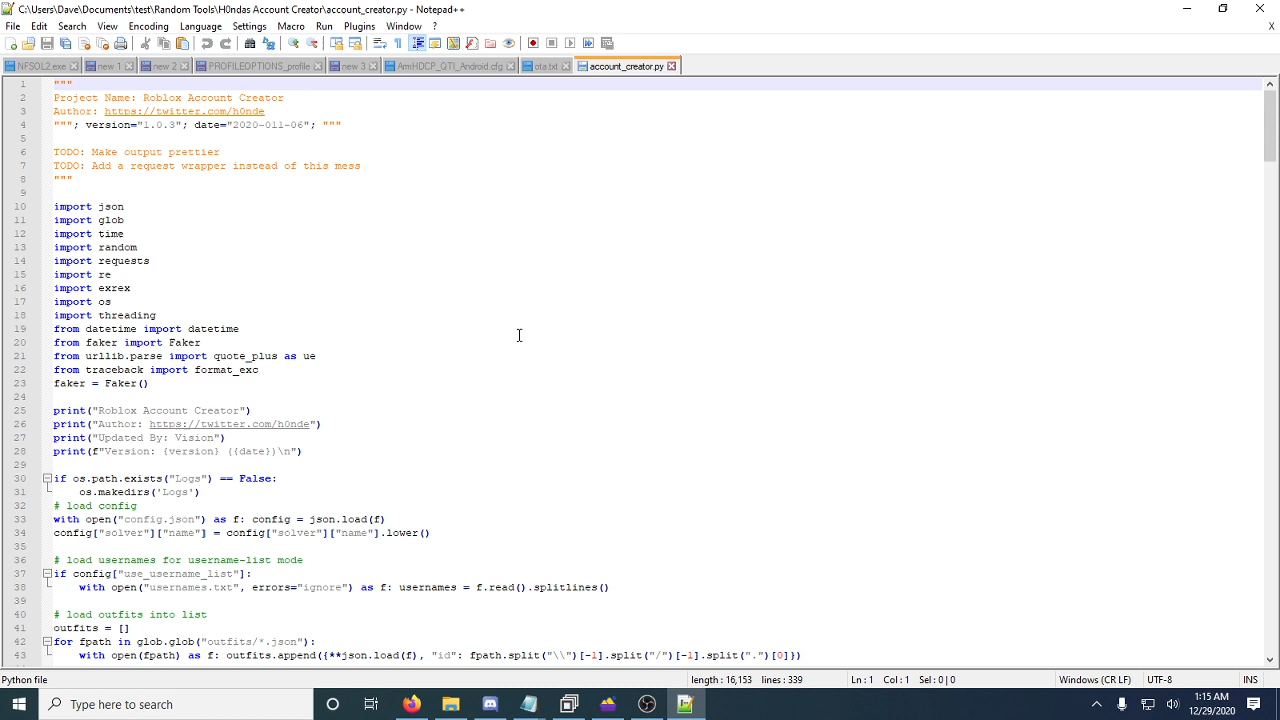 C:\Users\Dave\Documents\test\Random Tools\H0ndas Account Creator\account_creator.py - Notepad++
File Edit Search View Encoding Language Settings Macro Run Plugins Window ? X
NFSOL2.exe new 1 new 2 PROFILEOPTIONS_profile new 3 ArmHDCP_GTI_Android.cfg ota.txt account_creator.py
1 """
2 Project Name: Roblox Account Creator
3 Author: https://twitter.com/h0nde
4 """; version="1.0.3"; date="2020-011-06"; """
5
6 TODO: Make output prettier
7 TODO: Add a request wrapper instead of this mess
8 """
9
10 import json
11 import glob
12 import time
13 import random
14 import requests
15 import re
16 import exrex
17 import os
18 import threading
19 from datetime import datetime
20 from faker import Faker
21 from urllib.parse import quote_plus as ue
22 from traceback import format_exc
23 faker = Faker()
24
25 print("Roblox Account Creator")
26 print("Author: https://twitter.com/h0nde")
27 print("Updated By: Vision")
28 print(f"Version: {version} ({date})\n")
29
30 if os.path.exists("Logs") == False:
31 os.makedirs('Logs')
32 # load config
33 with open("config.json") as f: config = json.load(f)
34 config["solver"]["name"] = config["solver"]["name"].lower()
35
36 # load usernames for username-list mode
37 if config["use_username_list"]:
38 with open("usernames.txt", errors="ignore") as f: usernames = f.read().splitlines()
39
40 # load outfits into list
41 outfits = []
42 for fpath in glob.glob("outfits/*.json"):
43 with open(fpath) as f: outfits.append({**json.load(f), "id": fpath.split("\\")[-1].split("/")[-1].split(".")[0]})
Python file length : 16,153 lines : 339 Ln : 1 Col : 1 Sel : 0 | 0 Windows (CR LF) UTF-8 INS
Type here to search
1:15 AM
12/29/2020